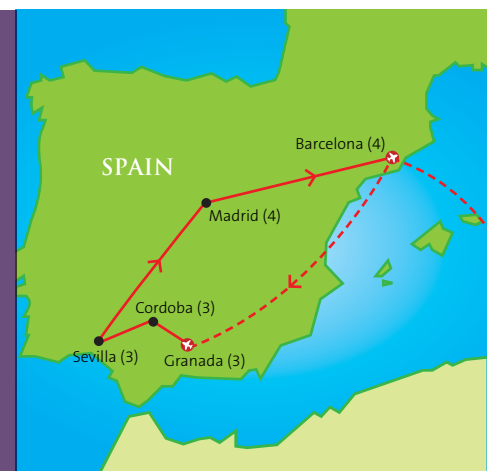 Barcelona (4)
SPAIN
Madrid (4)
Cordoba (3)
Sevilla (3)
Granada (3)